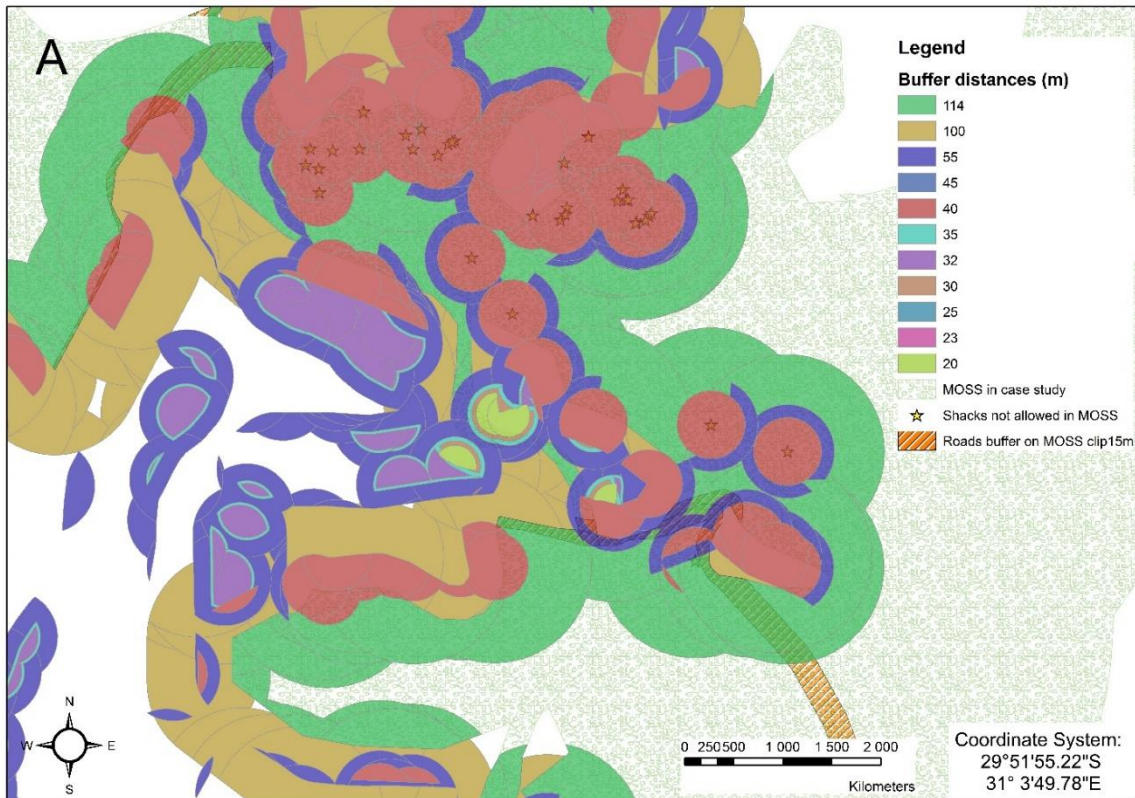 A
Legend
Buffer distances (m)
114
100
55
45
40
35
32
30
25
23
20
MOSS in case study
Shacks not allowed in MOSS
Roads buffer on MOSS clip15m
N
W E
S
0 250 500 1 000 1 500 2 000
Kilometers
Coordinate System:
29°51'55.22"S
31° 3'49.78"E